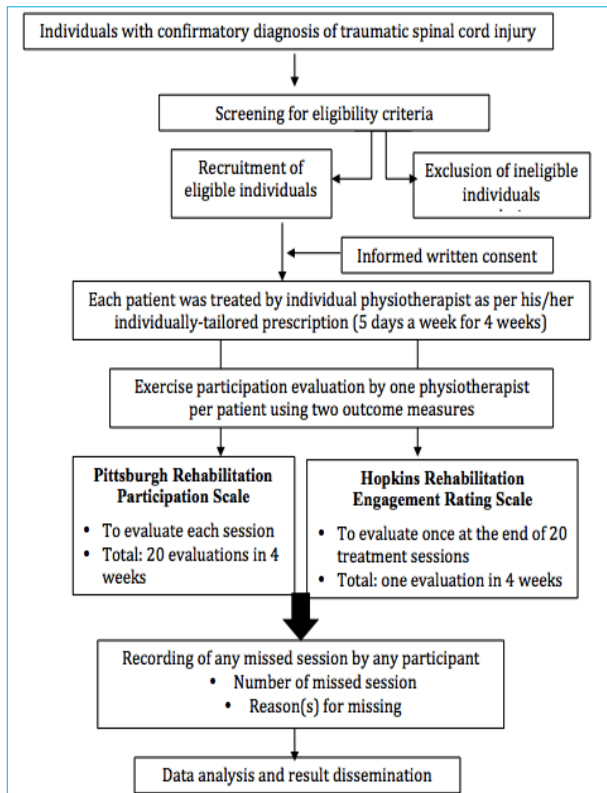 Individuals with confirmatory diagnosis of traumatic spinal cord injury
Screening for eligibility criteria
Recruitment of
eligible individuals
Exclusion of ineligible
individuals
Informed written consent
Each patient was treated by individual physiotherapist as per his/her
individually-tailored prescription (5 days a week for 4 weeks)
Exercise participation evaluation by one physiotherapist
per patient using two outcome measures
Pittsburgh Rehabilitation
Participation Scale
• To evaluate each session
• Total: 20 evaluations in 4
weeks
Hopkins Rehabilitation
Engagement Rating Scale
• To evaluate once at the end of 20
treatment sessions
• Total: one evaluation in 4 weeks
Recording of any missed session by any participant
• Number of missed session
• Reason(s) for missing
Data analysis and result dissemination